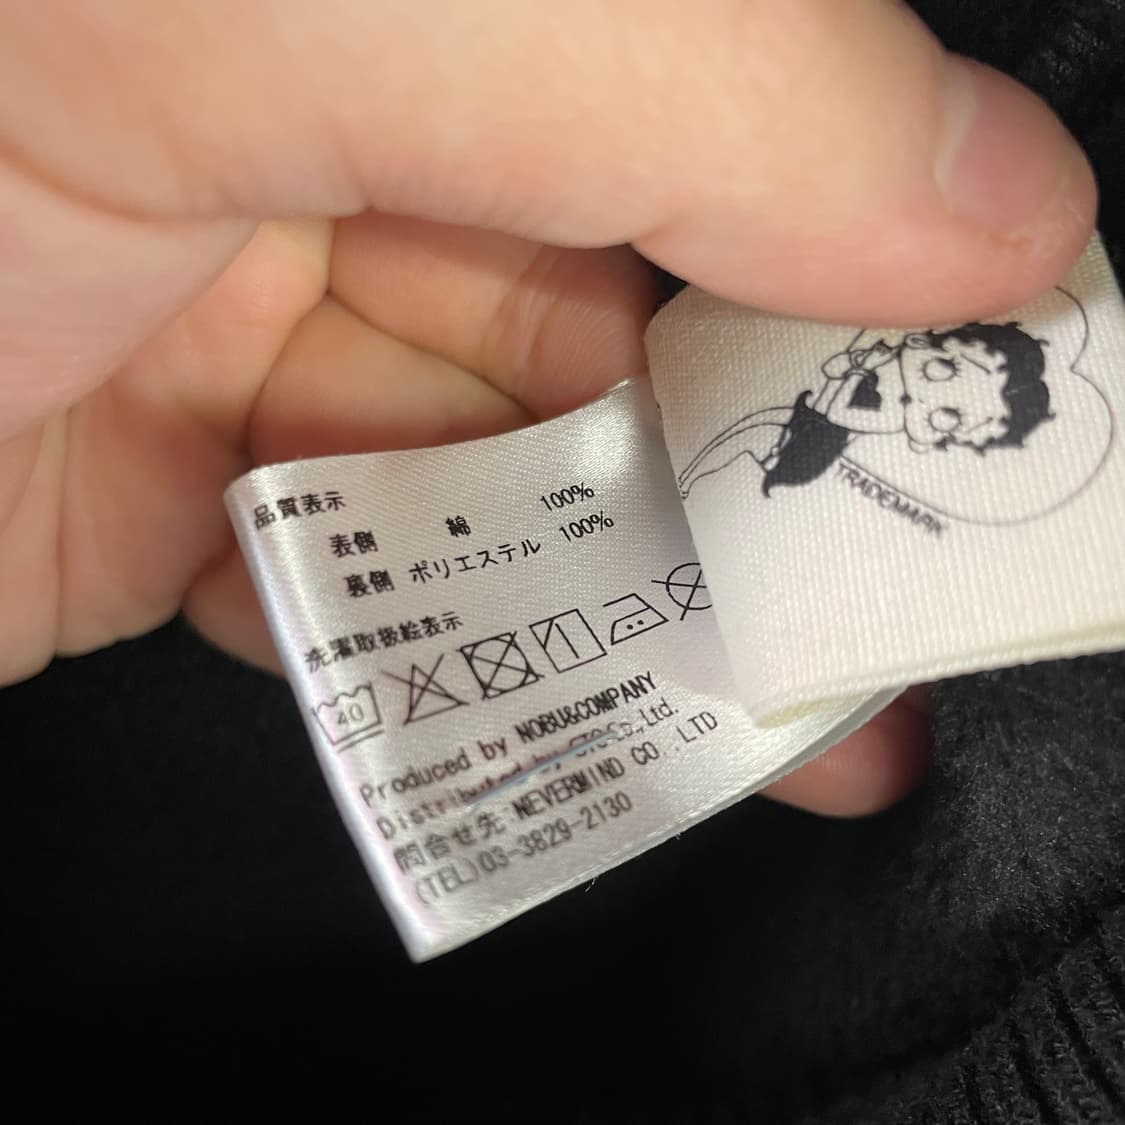 品質表示
表側 綿 100%
裏側 ポリエステル 100%
洗濯取扱絵表示
40
Produced by NOBU&COMPANY
Distributed by Co.,Ltd.
問合せ先 NEVERMIND CO.,LTD
(TEL)03-3829-2130
TRADEMARK